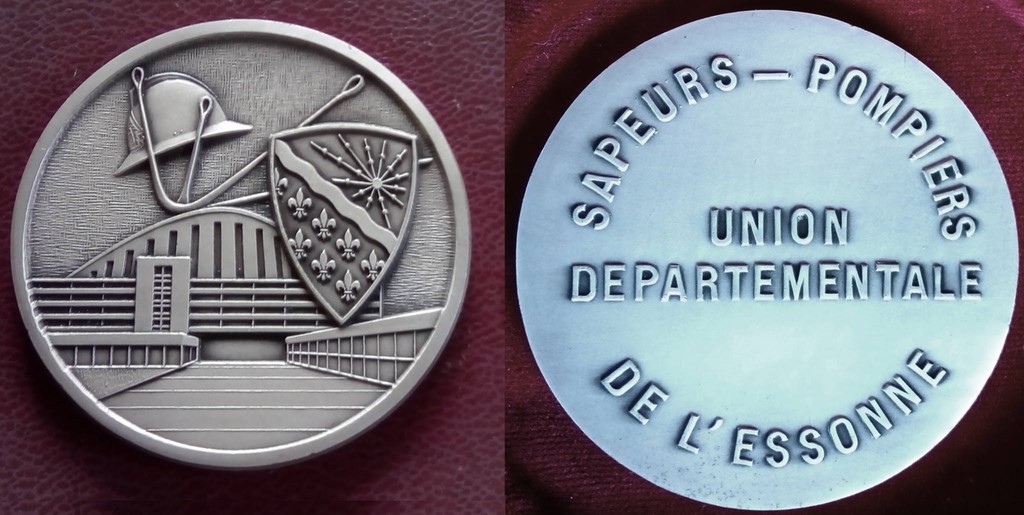 SAPEURS - POMPIERS
UNION
DEPARTEMENTALE
DE L'ESSONNE